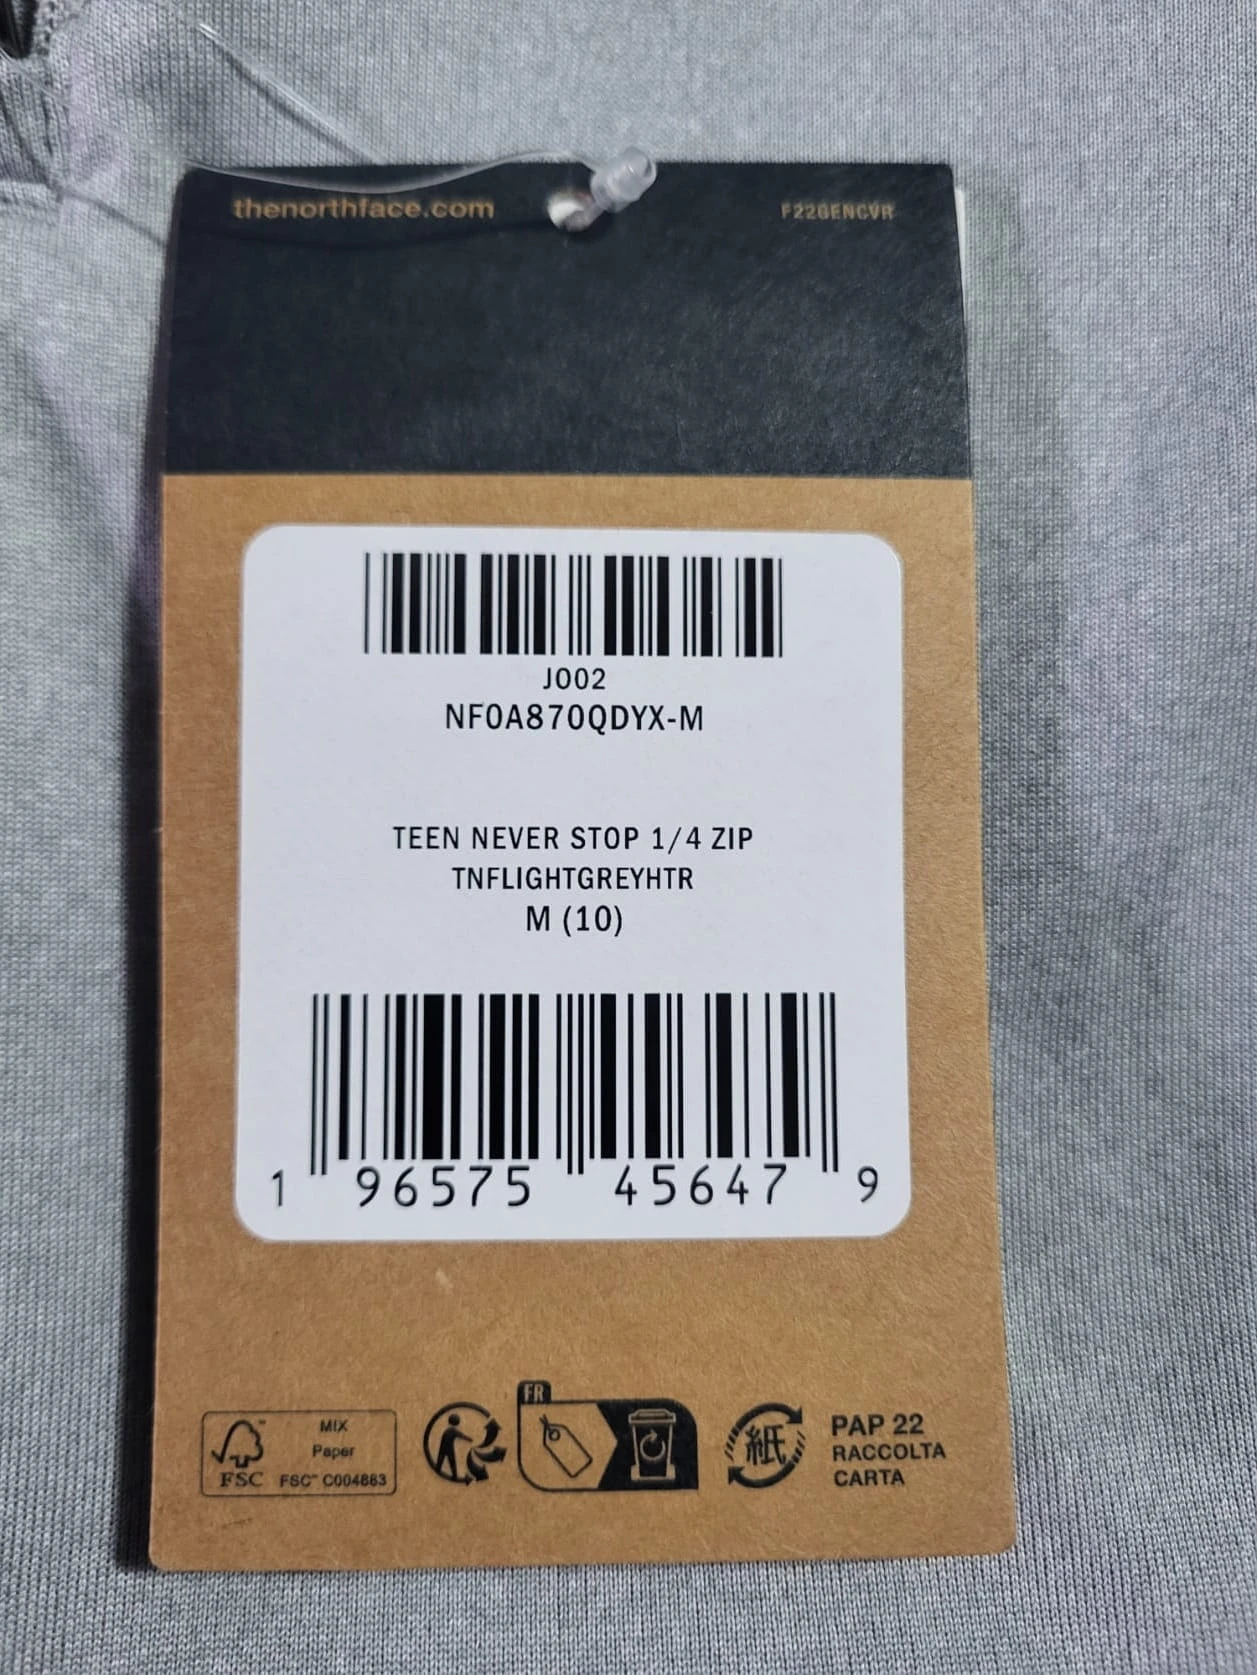 thenorthface.com
F22GENCVR
J002
NF0A870QDYX-M
TEEN NEVER STOP 1/4 ZIP
TNFLIGHTGREYHTR
M (10)
1 96575 45647 9
FSC
MIX
Paper
FSC™ C004883
FR
紙
PAP 22
RACCOLTA
CARTA